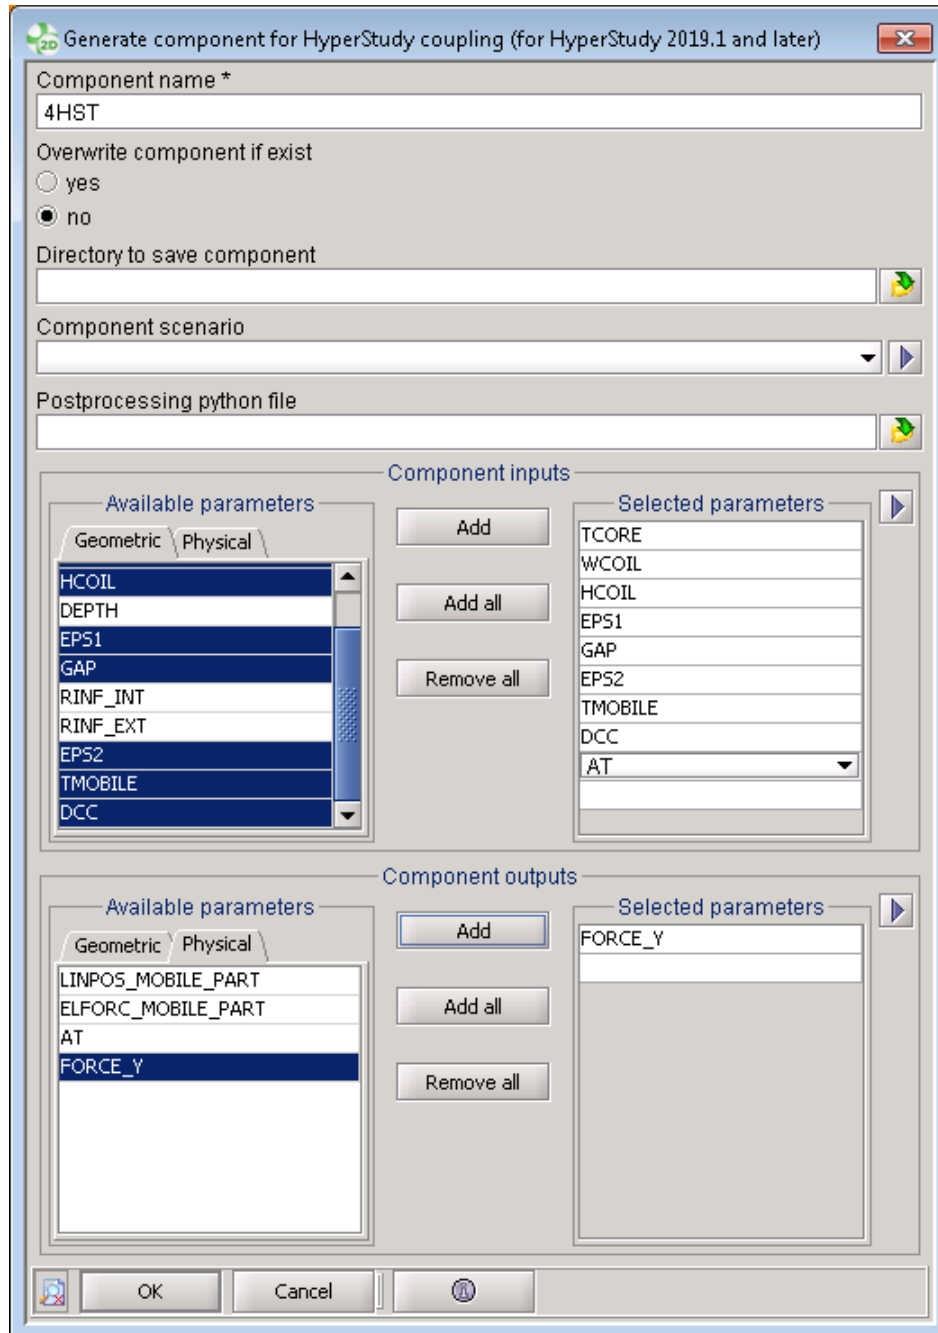 2D Generate component for HyperStudy coupling (for HyperStudy 2019.1 and later)
Component name *
4HST
Overwrite component if exist
yes
no
Directory to save component
Component scenario
Postprocessing python file
Component inputs
Available parameters
Geometric Physical
HCOIL
DEPTH
EPS1
GAP
RINF_INT
RINF_EXT
EPS2
TMOBILE
DCC
Add
Add all
Remove all
Selected parameters
TCORE
WCOIL
HCOIL
EPS1
GAP
EPS2
TMOBILE
DCC
AT
Component outputs
Available parameters
Geometric Physical
LINPOS_MOBILE_PART
ELFORC_MOBILE_PART
AT
FORCE_Y
Add
Add all
Remove all
Selected parameters
FORCE_Y
OK Cancel